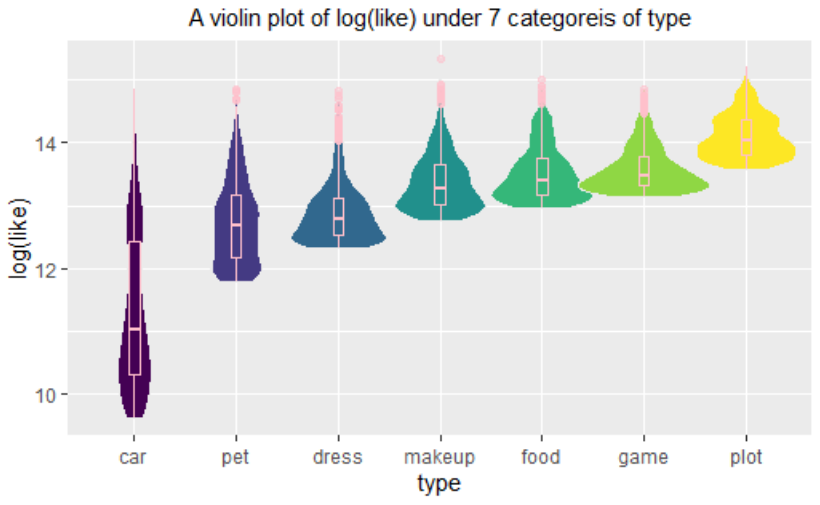 A violin plot of log(like) under 7 categoreis of type
log(like)
14
12
10
car pet dress makeup food game plot
type